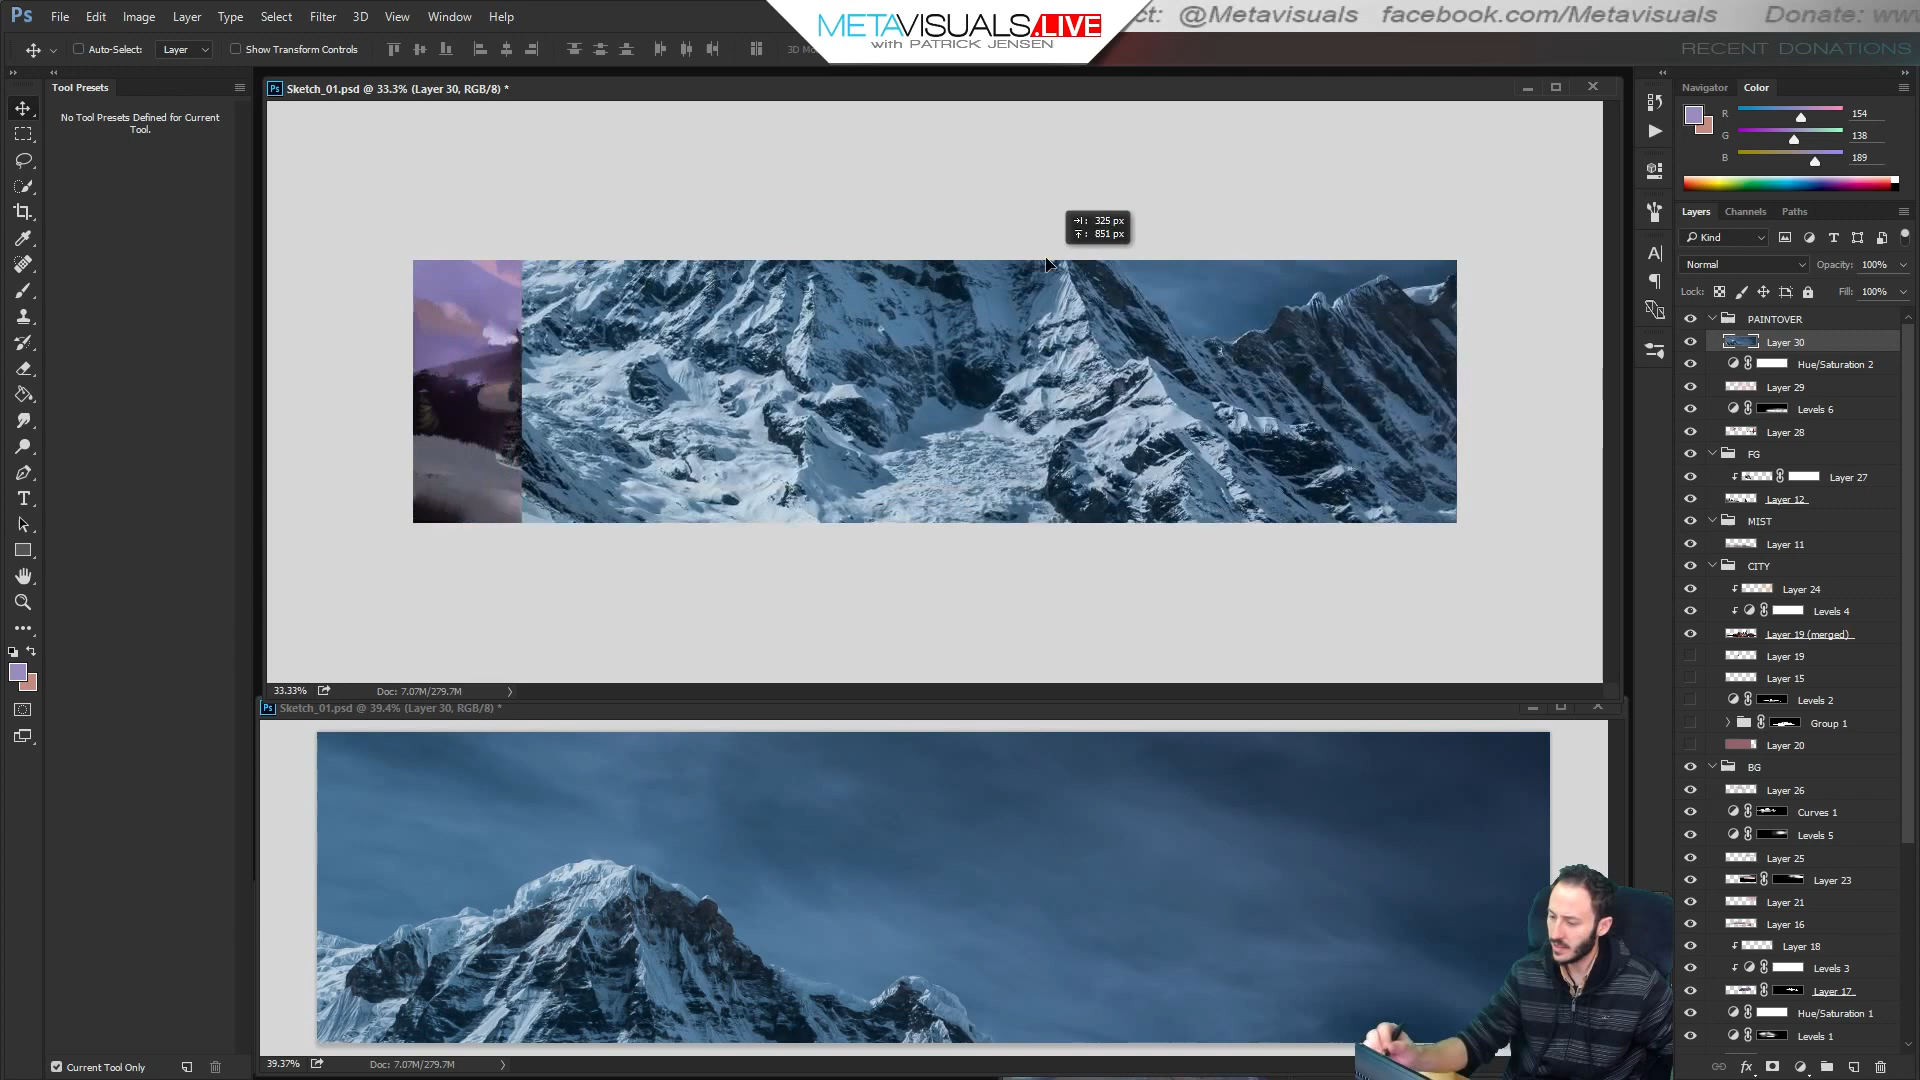 Ps File Edit Image Layer Type Select Filter 3D View Window Help
METAVISUALS.LIVE
with PATRICK JENSEN
ct: @Metavisuals facebook.com/Metavisuals Donate: www
RECENT DONATIONS
Auto-Select: Layer Show Transform Controls
Tool Presets
No Tool Presets Defined for Current
Tool.
Current Tool Only
Ps Sketch_01.psd @ 33.3% (Layer 30, RGB/8) *
325 px
851 px
33.33% Doc: 7.07M/279.7M
Ps Sketch_01.psd @ 39.4% (Layer 30, RGB/8) *
39.37% Doc: 7.07M/279.7M
Navigator Color
R 154
G 138
B 189
Layers Channels Paths
Kind
Normal Opacity: 100%
Lock: Fill: 100%
PAINTOVER
Layer 30
Hue/Saturation 2
Layer 29
Levels 6
Layer 28
FG
Layer 27
Layer 12
MIST
Layer 11
CITY
Layer 24
Levels 4
Layer 19 (merged)
Layer 19
Layer 15
Levels 2
Group 1
Layer 20
BG
Layer 26
Curves 1
Levels 5
Layer 25
Layer 23
Layer 21
Layer 16
Layer 18
Levels 3
Layer 17
Hue/Saturation 1
Levels 1
fx